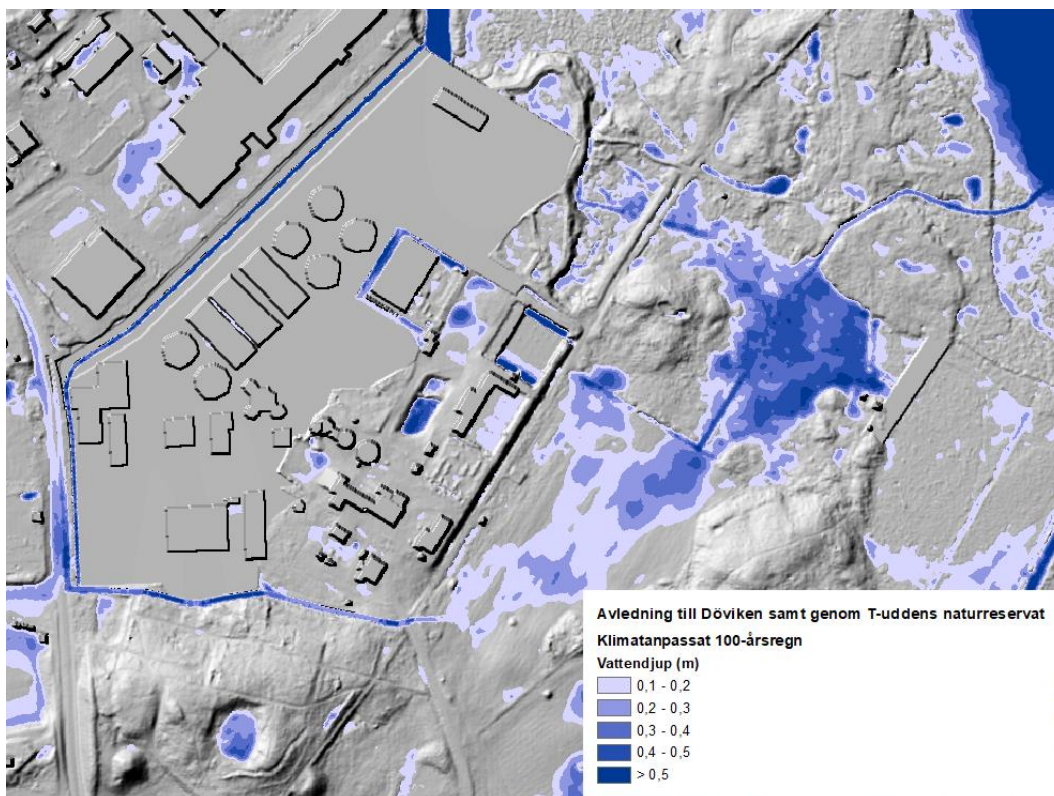 Avledning till Döviken samt genom T-uddens naturreservat
Klimatanpassat 100-årsregn
Vattendjup (m)
0,1 - 0,2
0,2 - 0,3
0,3 - 0,4
0,4 - 0,5
> 0,5